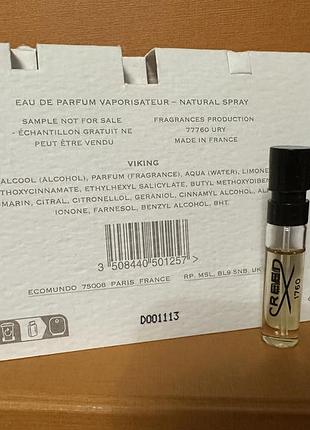 EAU DE PARFUM VAPORISATEUR – NATURAL SPRAY
SAMPLE NOT FOR SALE
- ÉCHANTILLON GRATUIT NE
PEUT ÊTRE VENDU
FRAGRANCES PRODUCTION
77760 URY
MADE IN FRANCE
VIKING
ALCOOL (ALCOHOL), PARFUM (FRAGRANCE), AQUA (WATER), LIMONE
THOXYCINNAMATE, ETHYLHEXYL SALICYLATE, BUTYL METHOXYDIBEN
MARIN, CITRAL, CITRONELLOL, GERANIOL, CINNAMYL ALCOHOL, AL
IONONE, FARNESOL, BENZYL ALCOHOL, BHT.
3 508440 501257 >
ECOMUNDO 75008 PARIS FRANCE
RP. MSL, BL9 5NB, UK
D001113
CREED
1760